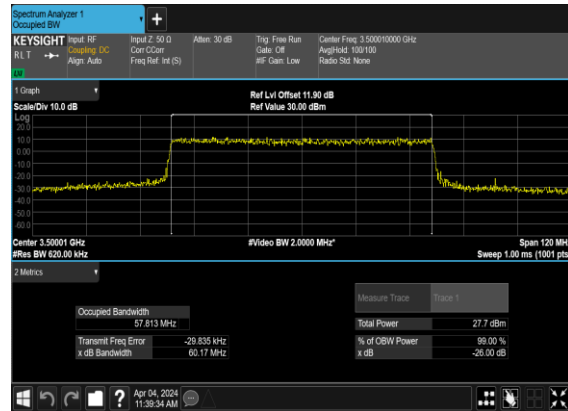 Spectrum Analyzer 1
Occupied BW
KEYSIGHT Input: RF Input Z: 50 Ω Atten: 30 dB Trig: Free Run Center Freq: 3.500010000 GHz
RLT Coupling: DC Corr CCorr Gate: Off Avg|Hold: 100/100
Align: Auto Freq Ref: Int (S) #IF Gain: Low Radio Std: None
1 Graph
Ref Lvl Offset 11.90 dB
Scale/Div 10.0 dB Ref Value 30.00 dBm
Log
20.0
10.0
0.00
-10.0
-20.0
-30.0
-40.0
-50.0
-60.0
Center 3.50001 GHz #Video BW 2.0000 MHz* Span 120 MH
#Res BW 620.00 kHz Sweep 1.00 ms (1001 pts
2 Metrics
Measure Trace Trace 1
Occupied Bandwidth
57.813 MHz Total Power 27.7 dBm
Transmit Freq Error -29.835 kHz % of OBW Power 99.00 %
x dB Bandwidth 60.17 MHz x dB -26.00 dB
? Apr 04, 2024
11:39:34 AM